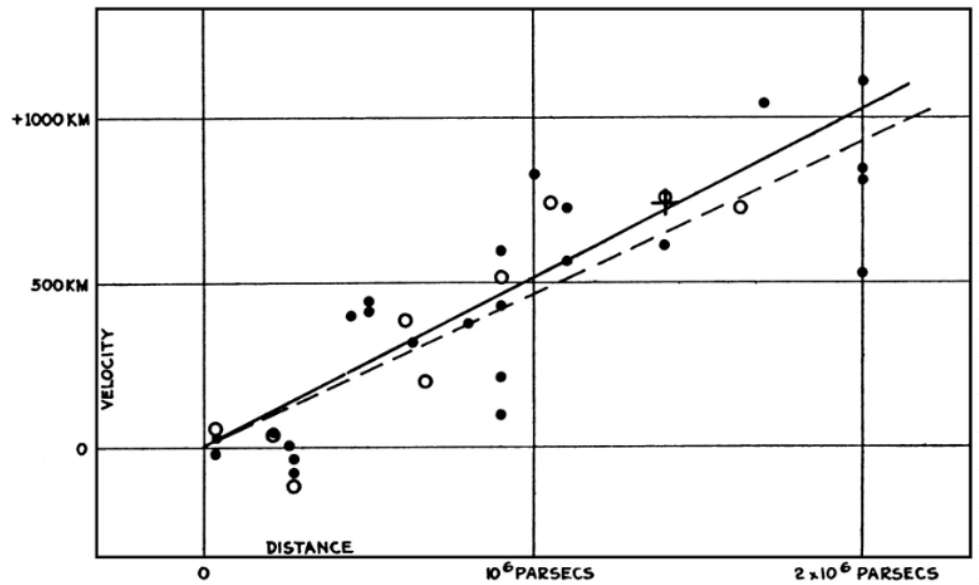 +1000 KM
500 KM
0
VELOCITY
DISTANCE
0
10⁶ PARSECS
2 x 10⁶ PARSECS